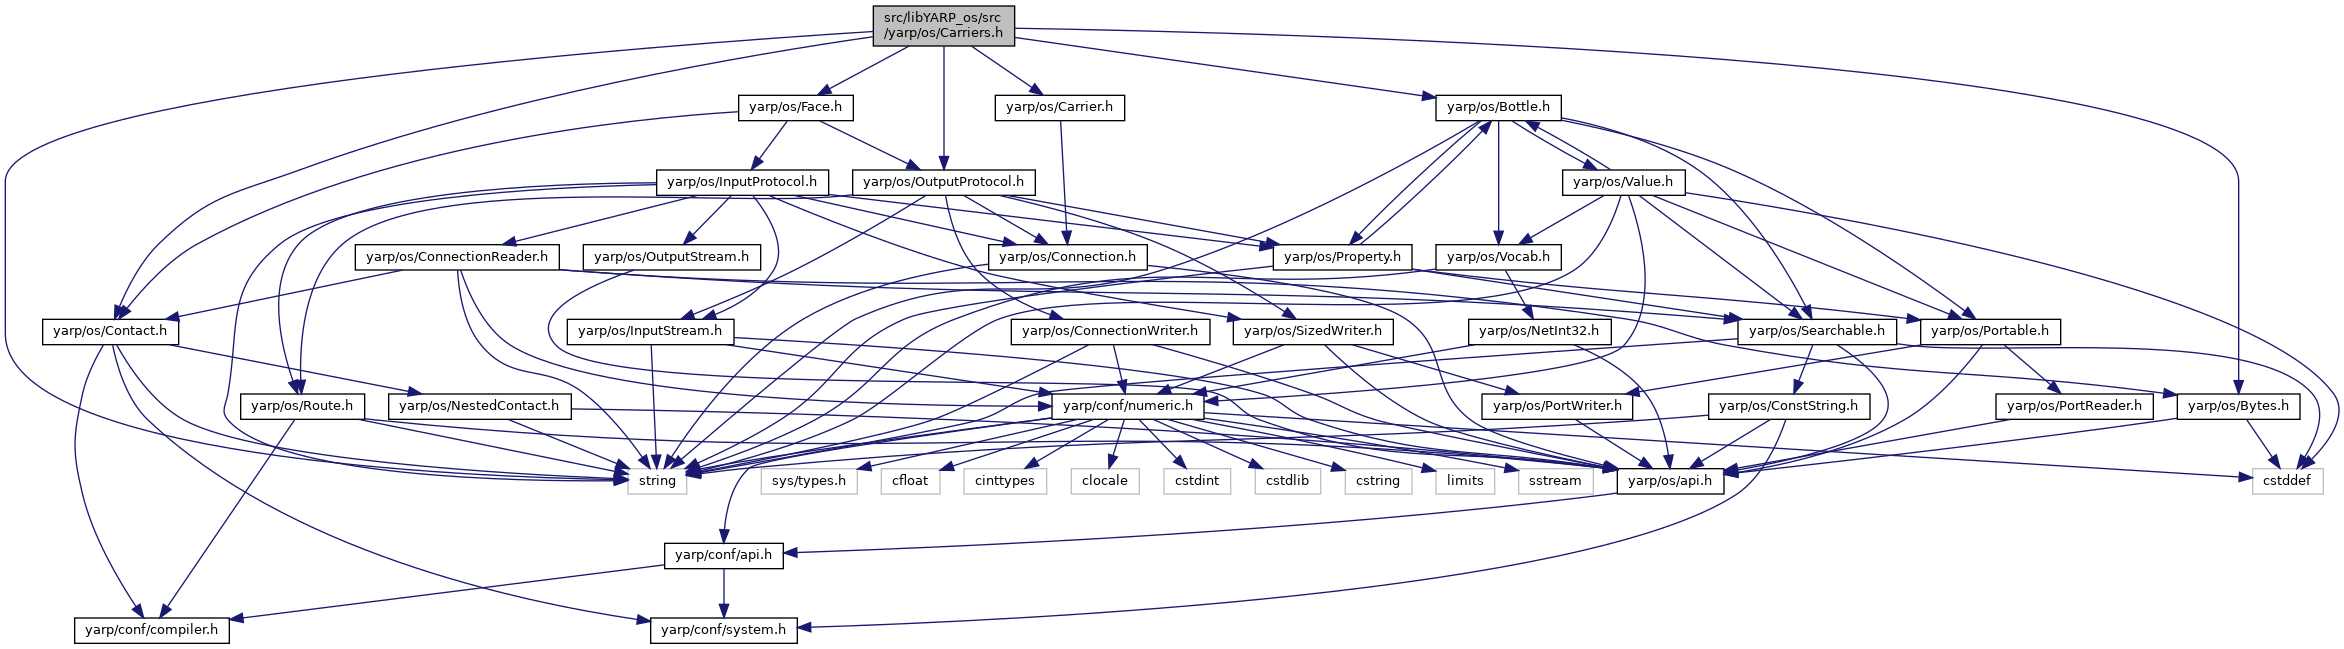 src/libYARP_os/src
/yarp/os/Carriers.h
yarp/os/Face.h
yarp/os/Carrier.h
yarp/os/Bottle.h
yarp/os/InputProtocol.h
yarp/os/OutputProtocol.h
yarp/os/Value.h
yarp/os/ConnectionReader.h
yarp/os/OutputStream.h
yarp/os/Connection.h
yarp/os/Property.h
yarp/os/Vocab.h
yarp/os/Contact.h
yarp/os/InputStream.h
yarp/os/ConnectionWriter.h
yarp/os/SizedWriter.h
yarp/os/NetInt32.h
yarp/os/Searchable.h
yarp/os/Portable.h
yarp/os/Route.h
yarp/os/NestedContact.h
yarp/conf/numeric.h
yarp/os/PortWriter.h
yarp/os/ConstString.h
yarp/os/PortReader.h
yarp/os/Bytes.h
string
sys/types.h
cfloat
cinttypes
clocale
cstdint
cstdlib
cstring
limits
sstream
yarp/os/api.h
cstddef
yarp/conf/api.h
yarp/conf/compiler.h
yarp/conf/system.h